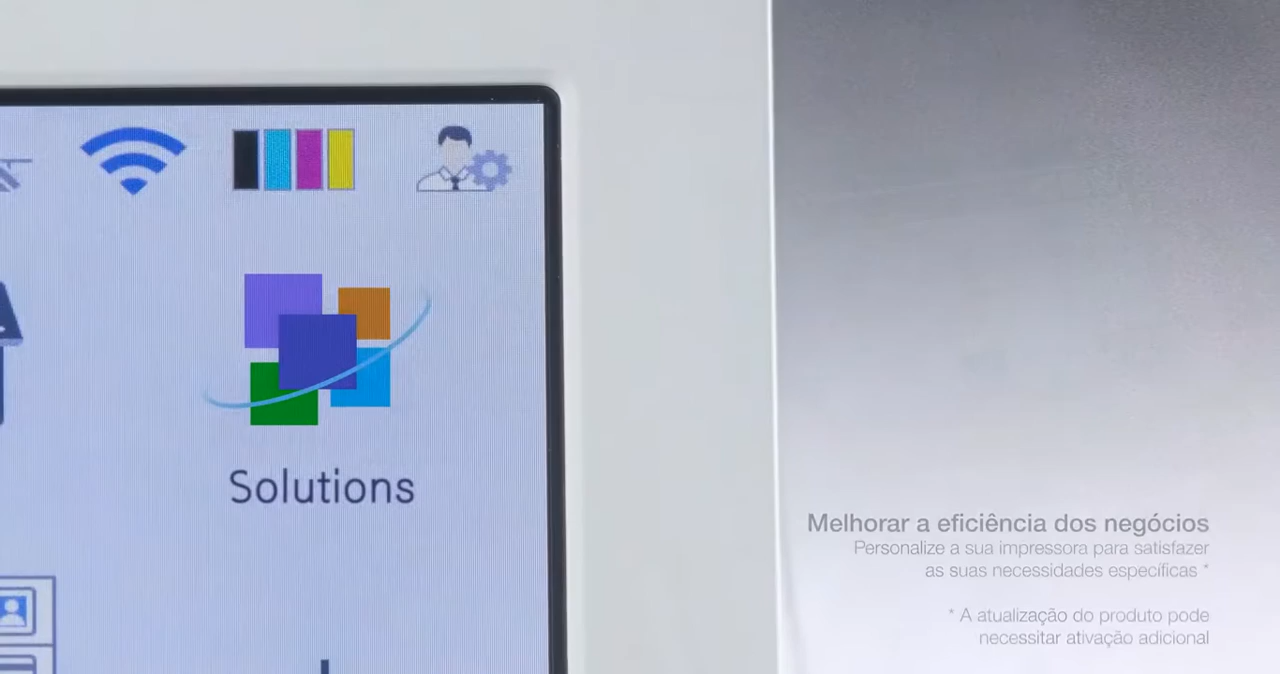 Solutions
Melhorar a eficiência dos negócios
Personalize a sua impressora para satisfazer
as suas necessidades específicas *
* A atualização do produto pode
necessitar ativação adicional